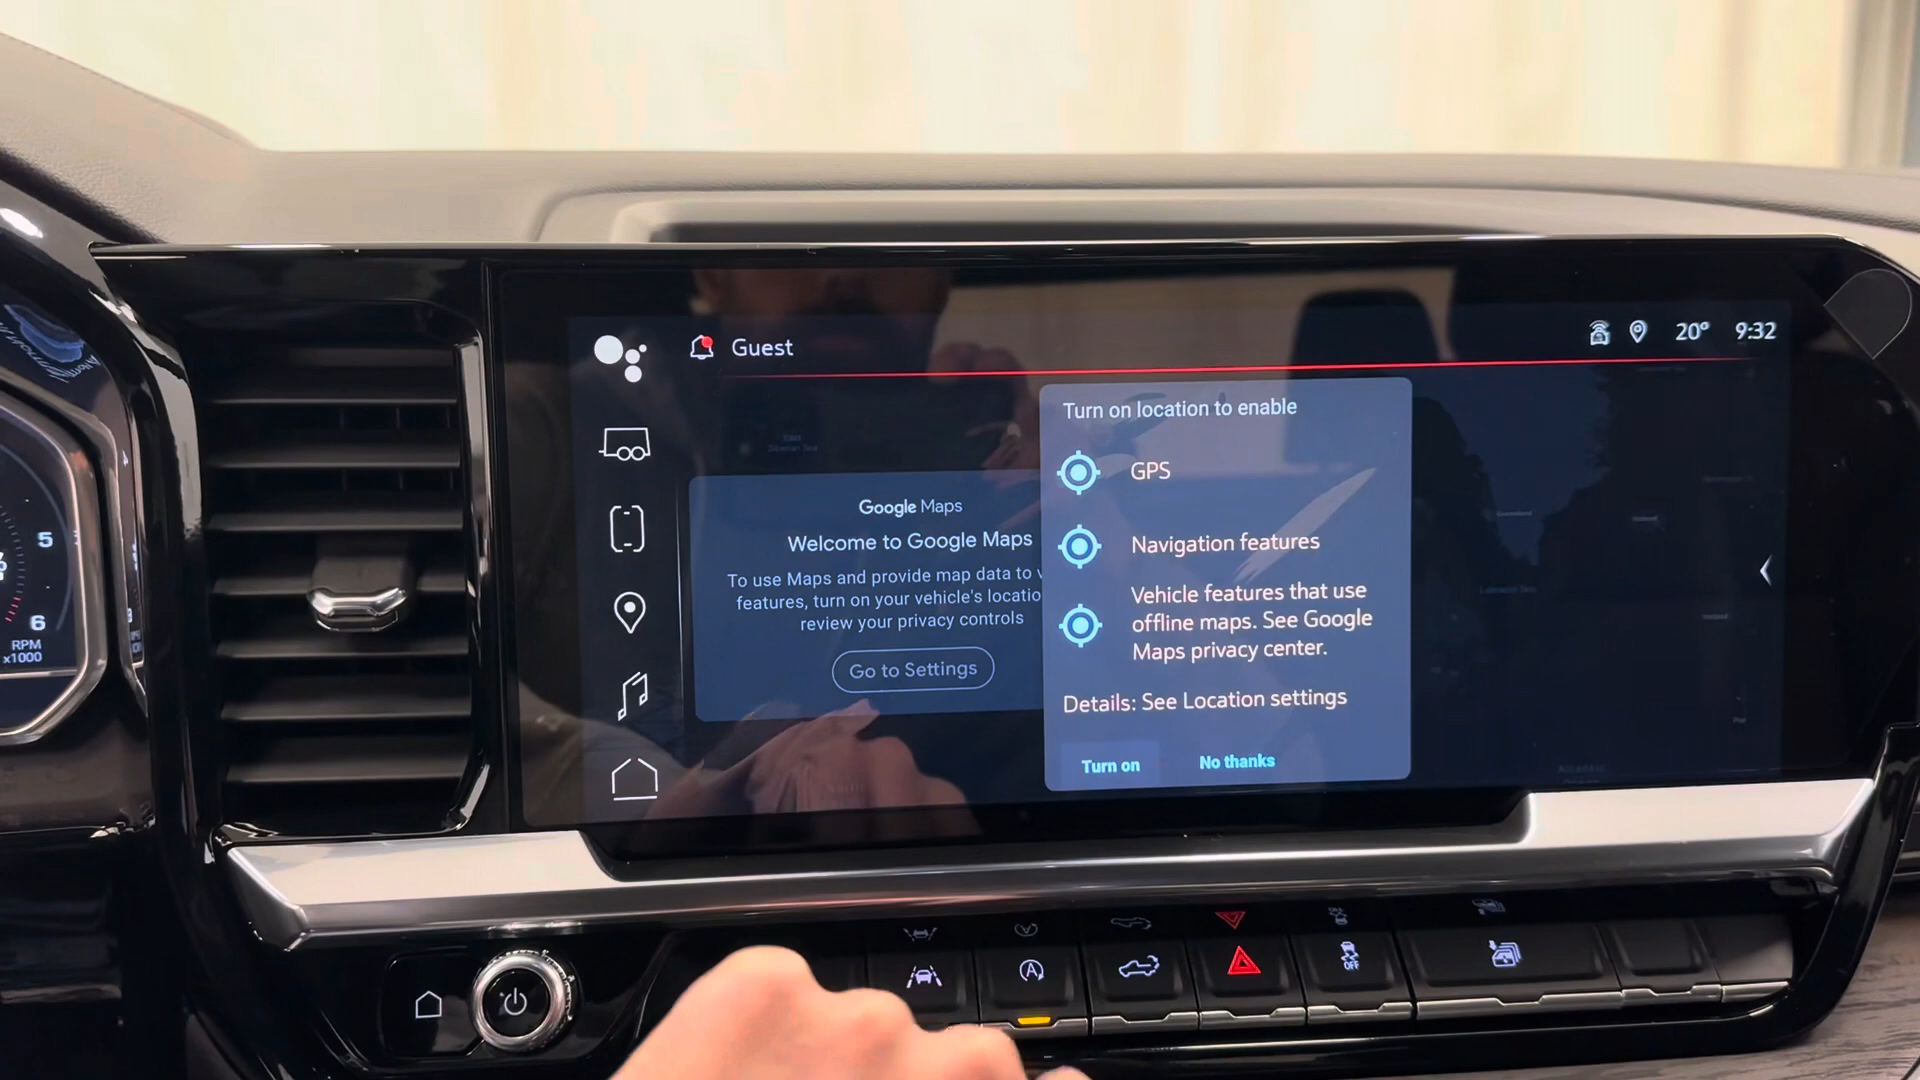 Guest
20°
9:32
Google Maps
Welcome to Google Maps
To use Maps and provide map data to v
features, turn on your vehicle's locatio
review your privacy controls
Go to Settings
Turn on location to enable
GPS
Navigation features
Vehicle features that use
offline maps. See Google
Maps privacy center.
Details: See Location settings
Turn on
No thanks
5
6
RPM
x1000
A
OFF